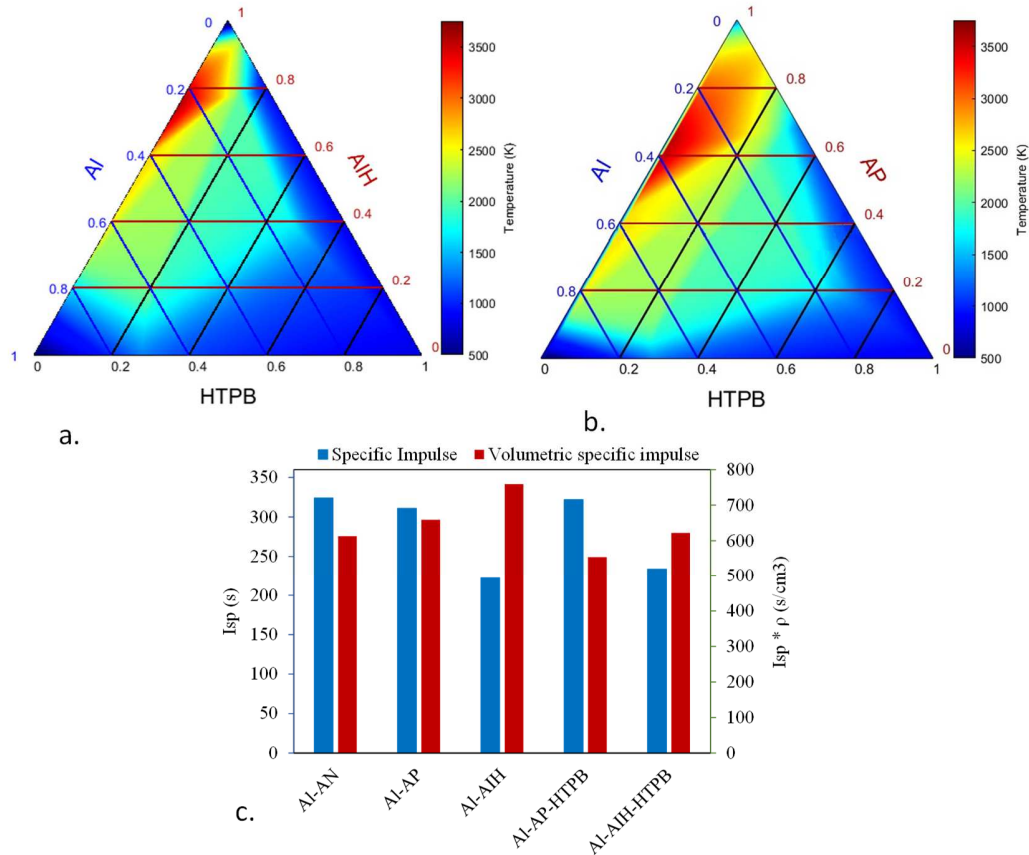 1
0
0.2
0.8
0.4
0.6
Al
AlH
0.6
0.4
0.8
0.2
1
0
0 0.2 0.4 0.6 0.8 1
HTPB
3500
3000
2500
2000
1500
1000
500
Temperature (K)
a.
1
0
0.2
0.8
0.4
0.6
Al
AP
0.6
0.4
0.8
0.2
0
0 0.2 0.4 0.6 0.8 1
HTPB
3500
3000
2500
2000
1500
1000
500
Temperature (K)
b.
Specific Impulse
Volumetric specific impulse
350
300
250
200
150
100
50
0
Isp (s)
800
700
600
500
400
300
200
100
0
Isp * ρ (s/cm3)
Al-AN
Al-AP
Al-AIH
Al-AP-HTPB
Al-AIH-HTPB
c.